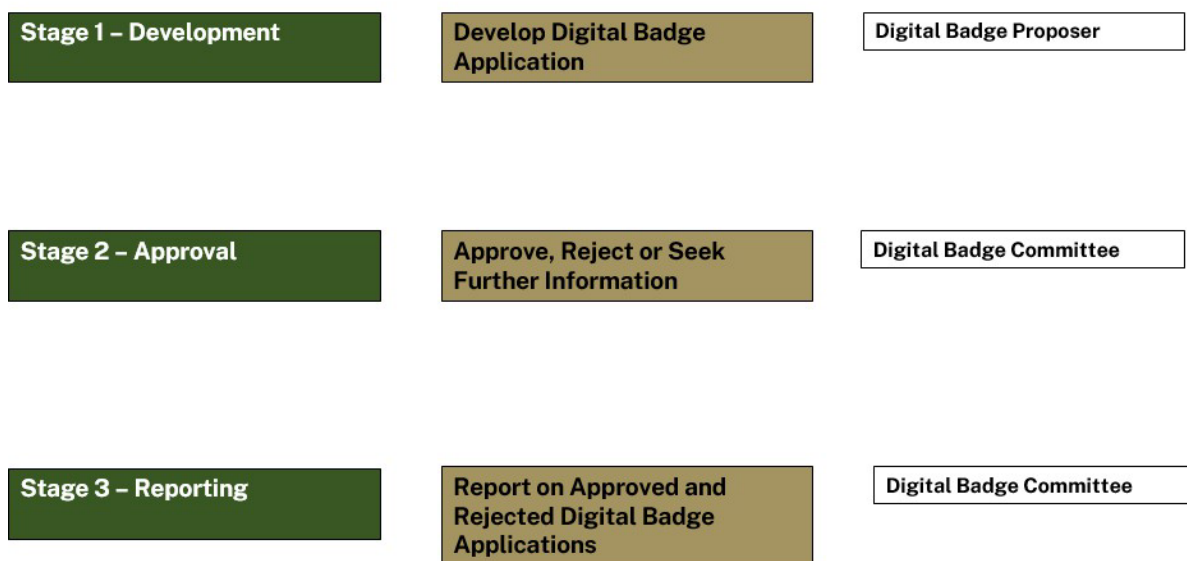 Stage 1 – Development
Develop Digital Badge
Application
Digital Badge Proposer
Stage 2 – Approval
Approve, Reject or Seek
Further Information
Digital Badge Committee
Stage 3 – Reporting
Report on Approved and
Rejected Digital Badge
Applications
Digital Badge Committee